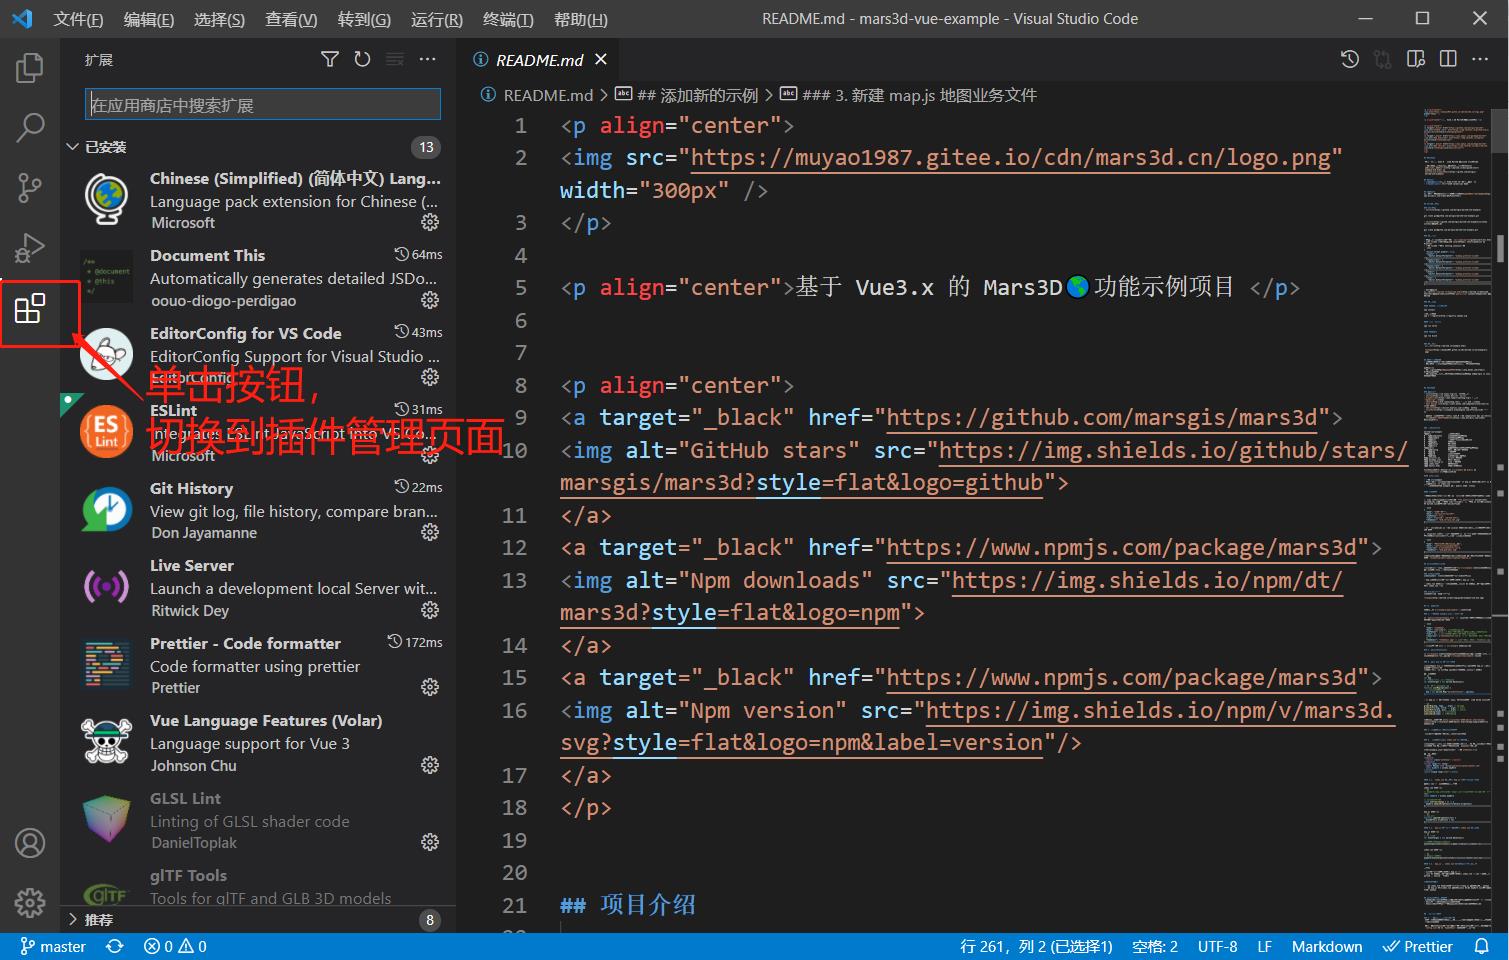 文件(F) 编辑(E) 选择(S) 查看(V) 转到(G) 运行(R) 终端(T) 帮助(H) README.md - mars3d-vue-example - Visual Studio Code
扩展
在应用商店中搜索扩展
已安装 13
Chinese (Simplified) (简体中文) Lang...
Language pack extension for Chinese (...
Microsoft
Document This 64ms
Automatically generates detailed JSDo...
oouo-diogo-perdigao
EditorConfig for VS Code 43ms
EditorConfig Support for Visual Studio ...
EditorConfig
ESLint 31ms
Integrates ESLint JavaScript into VS Co...
Microsoft
Git History 22ms
View git log, file history, compare bran...
Don Jayamanne
Live Server
Launch a development local Server wit...
Ritwick Dey
Prettier - Code formatter 172ms
Code formatter using prettier
Prettier
Vue Language Features (Volar)
Language support for Vue 3
Johnson Chu
GLSL Lint
Linting of GLSL shader code
DanielToplak
glTF Tools
Tools for glTF and GLB 3D models
推荐 8
/**
* @document
* @this
*/
ES
Lint
glTF
单击按钮，
切换到插件管理页面
README.md
README.md > ## 添加新的示例 > ### 3. 新建 map.js 地图业务文件
1 <p align="center">
2 <img src="https://muyao1987.gitee.io/cdn/mars3d.cn/logo.png"
width="300px" />
3 </p>
4
5 <p align="center">基于 Vue3.x 的 Mars3D🌎功能示例项目 </p>
6
7
8 <p align="center">
9 <a target="_black" href="https://github.com/marsgis/mars3d">
10 <img alt="GitHub stars" src="https://img.shields.io/github/stars/
marsgis/mars3d?style=flat&logo=github">
11 </a>
12 <a target="_black" href="https://www.npmjs.com/package/mars3d">
13 <img alt="Npm downloads" src="https://img.shields.io/npm/dt/
mars3d?style=flat&logo=npm">
14 </a>
15 <a target="_black" href="https://www.npmjs.com/package/mars3d">
16 <img alt="Npm version" src="https://img.shields.io/npm/v/mars3d.
svg?style=flat&logo=npm&label=version"/>
17 </a>
18 </p>
19
20
21 ## 项目介绍
master 0 0 行 261，列 2 (已选择1) 空格: 2 UTF-8 LF Markdown Prettier